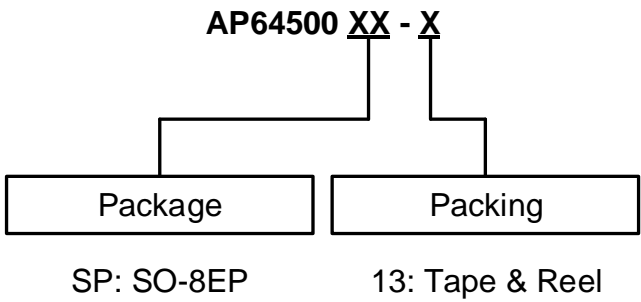 AP64500 XX - X
Package
Packing
SP: SO-8EP
13: Tape & Reel